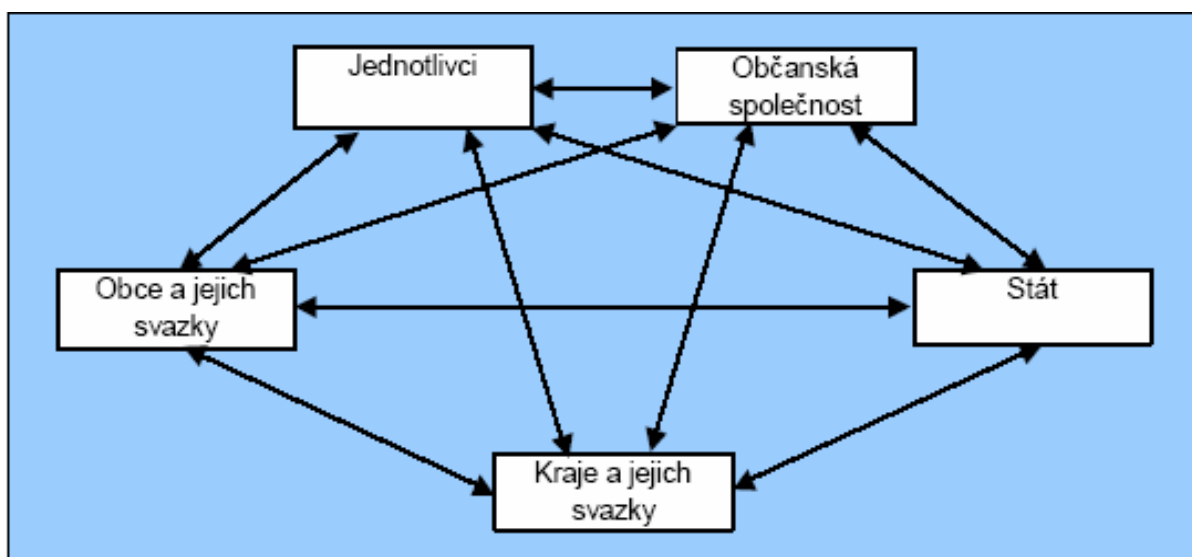 Jednotlivci
Občanská
společnost
Obce a jejich
svazky
Stát
Kraje a jejich
svazky